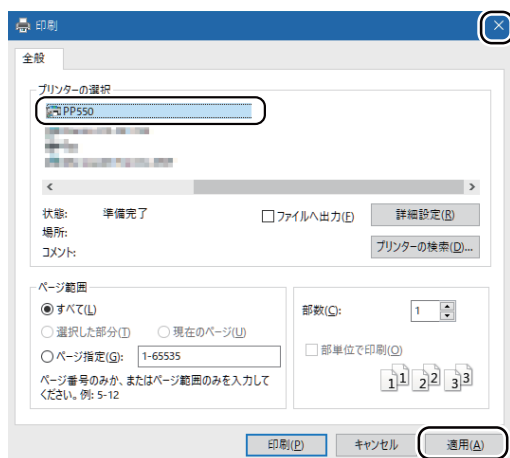 印刷
全般
プリンターの選択
PP550
状態: 準備完了
ファイルへ出力(F)
詳細設定(R)
場所:
コメント:
プリンターの検索(D)...
ページ範囲
すべて(L)
選択した部分(T) 現在のページ(U)
ページ指定(G): 1-65535
ページ番号のみか、またはページ範囲のみを入力して
ください。例: 5-12
部数(C): 1
部単位で印刷(O)
1 1 2 2 3 3
印刷(P) キャンセル 適用(A)